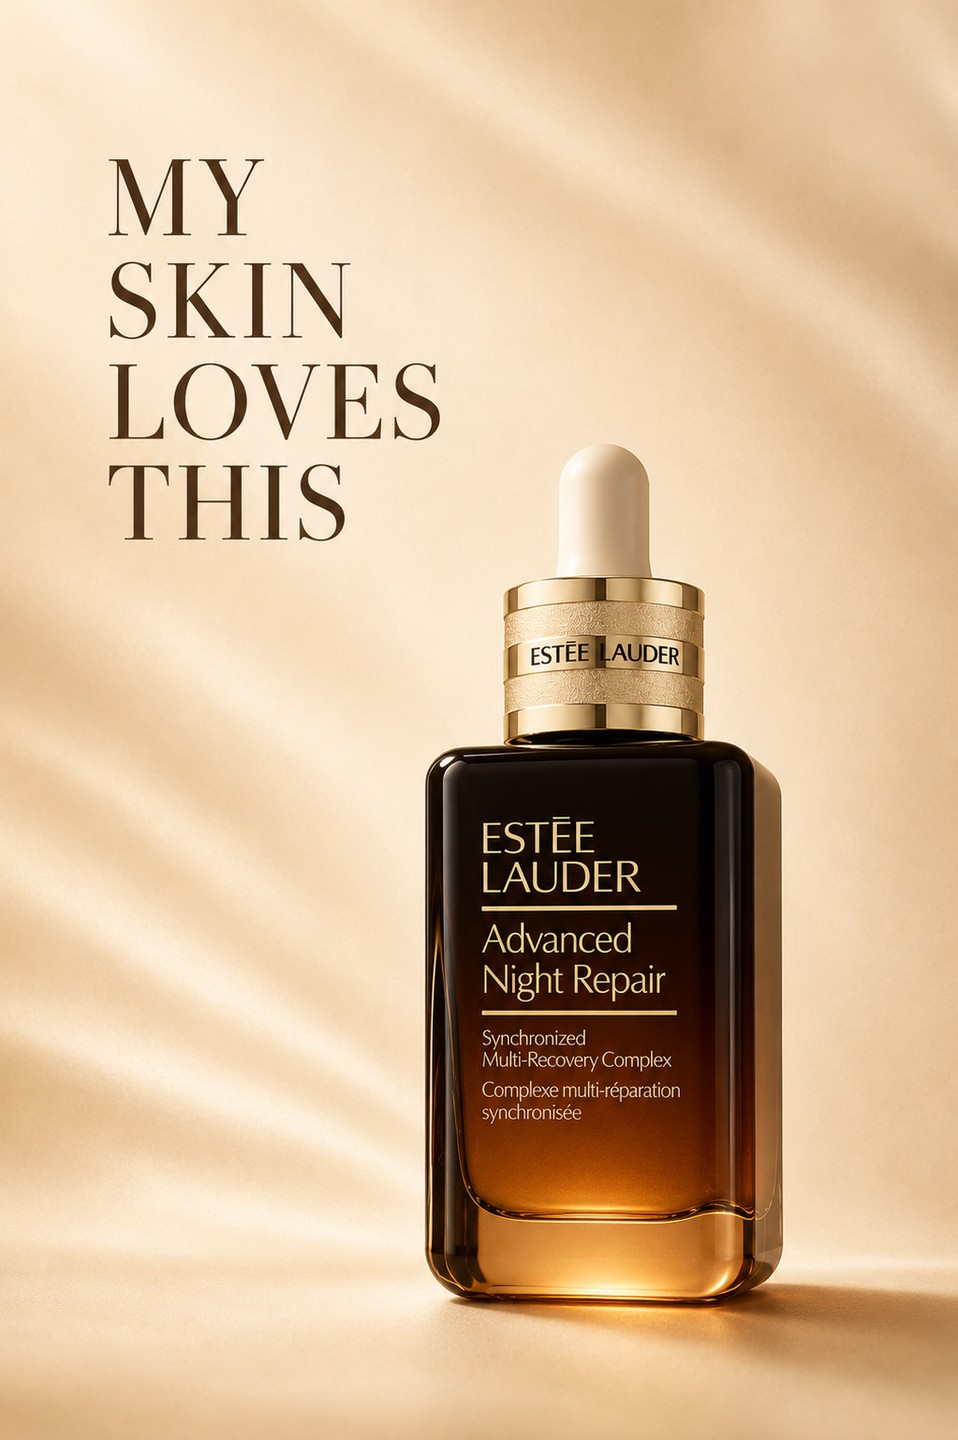 MY
SKIN
LOVES
THIS
ESTĒE LAUDER
ESTĒE
LAUDER
Advanced
Night Repair
Synchronized
Multi-Recovery Complex
Complexe multi-réparation
synchronisée